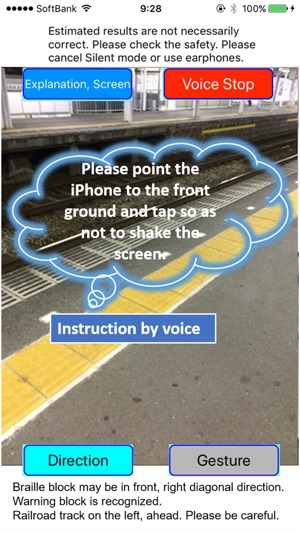 SoftBank 9:28 100%
Estimated results are not necessarily
correct. Please check the safety. Please
cancel Silent mode or use earphones.
Explanation, Screen Voice Stop
Please point the
iPhone to the front
ground and tap so as
not to shake the
screen.
Instruction by voice
Direction Gesture
Braille block may be in front, right diagonal direction.
Warning block is recognized.
Railroad track on the left, ahead. Please be careful.